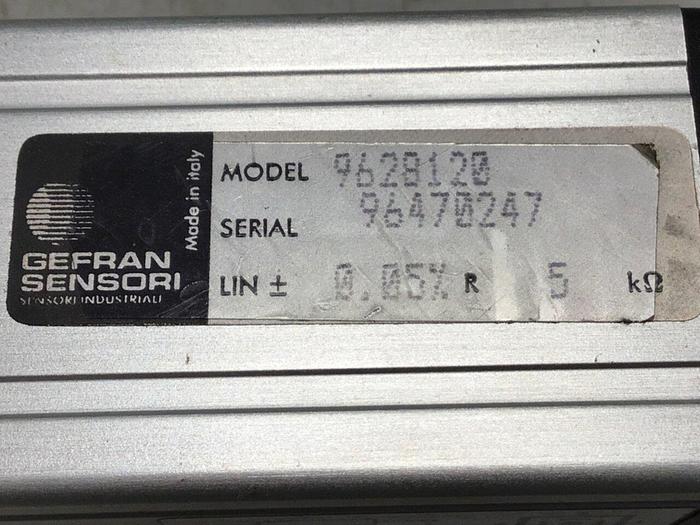 Made in italy
GEFRAN
SENSORI
SENSORI INDUSTRIALI
MODEL 9628120
SERIAL 96470247
LIN ± 0.05% R 5 kΩ